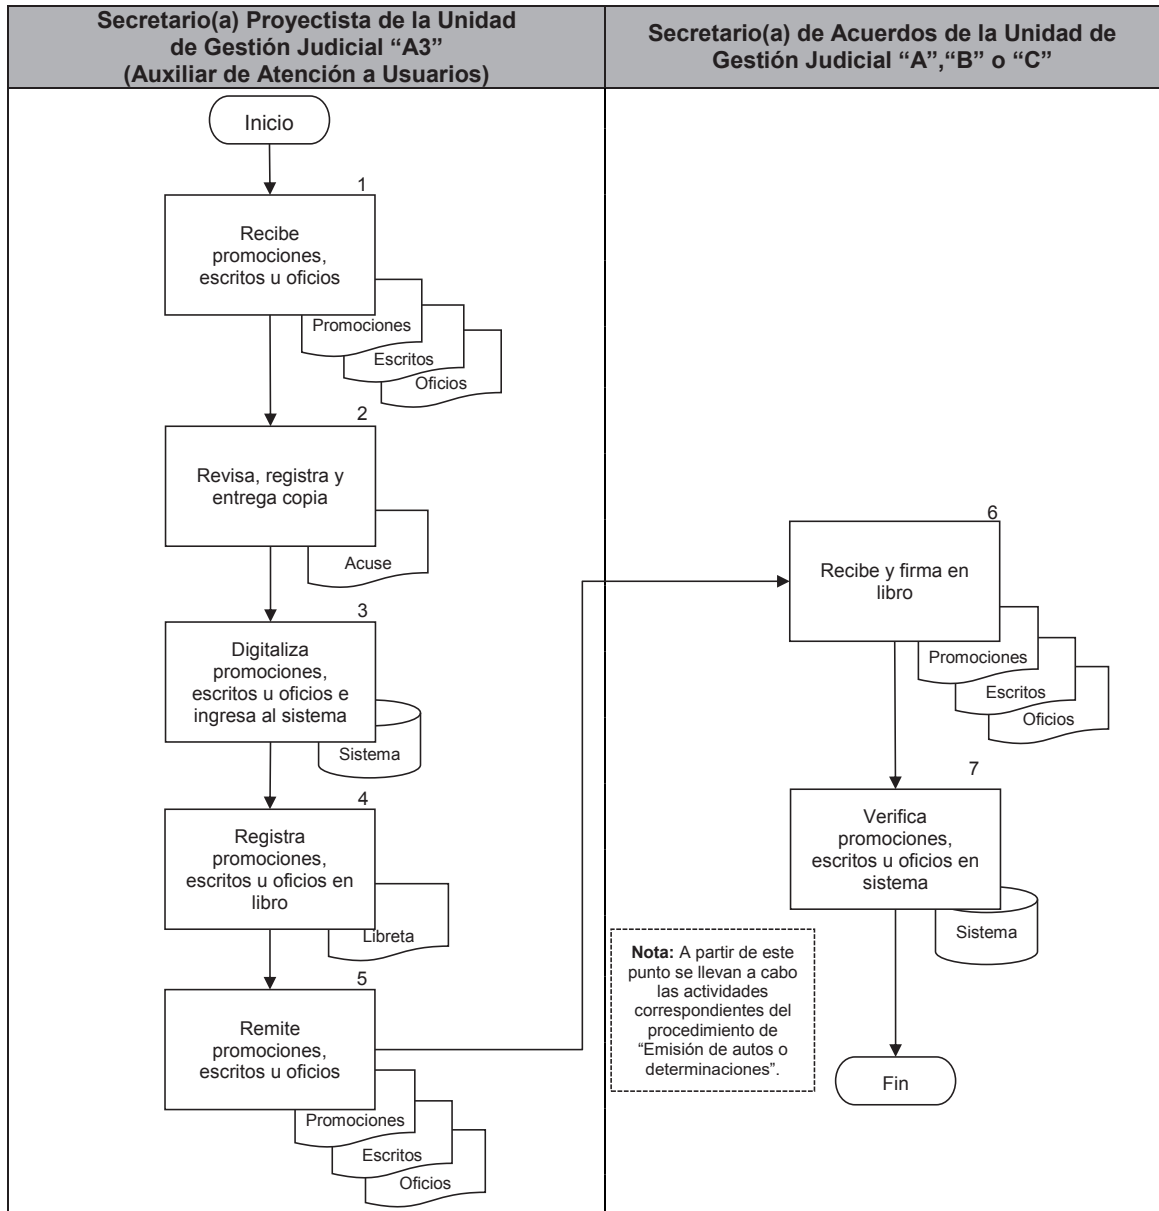 Secretario(a) Proyectista de la Unidad
de Gestión Judicial “A3”
(Auxiliar de Atención a Usuarios)
Secretario(a) de Acuerdos de la Unidad de
Gestión Judicial “A”,“B” o “C”
Inicio
1
Recibe
promociones,
escritos u oficios
Promociones
Escritos
Oficios
2
Revisa, registra y
entrega copia
Acuse
3
Digitaliza
promociones,
escritos u oficios e
ingresa al sistema
Sistema
4
Registra
promociones,
escritos u oficios en
libro
Libreta
5
Remite
promociones,
escritos u oficios
Promociones
Escritos
Oficios
6
Recibe y firma en
libro
Promociones
Escritos
Oficios
7
Verifica
promociones,
escritos u oficios en
sistema
Sistema
Nota: A partir de este
punto se llevan a cabo
las actividades
correspondientes del
procedimiento de
“Emisión de autos o
determinaciones”.
Fin